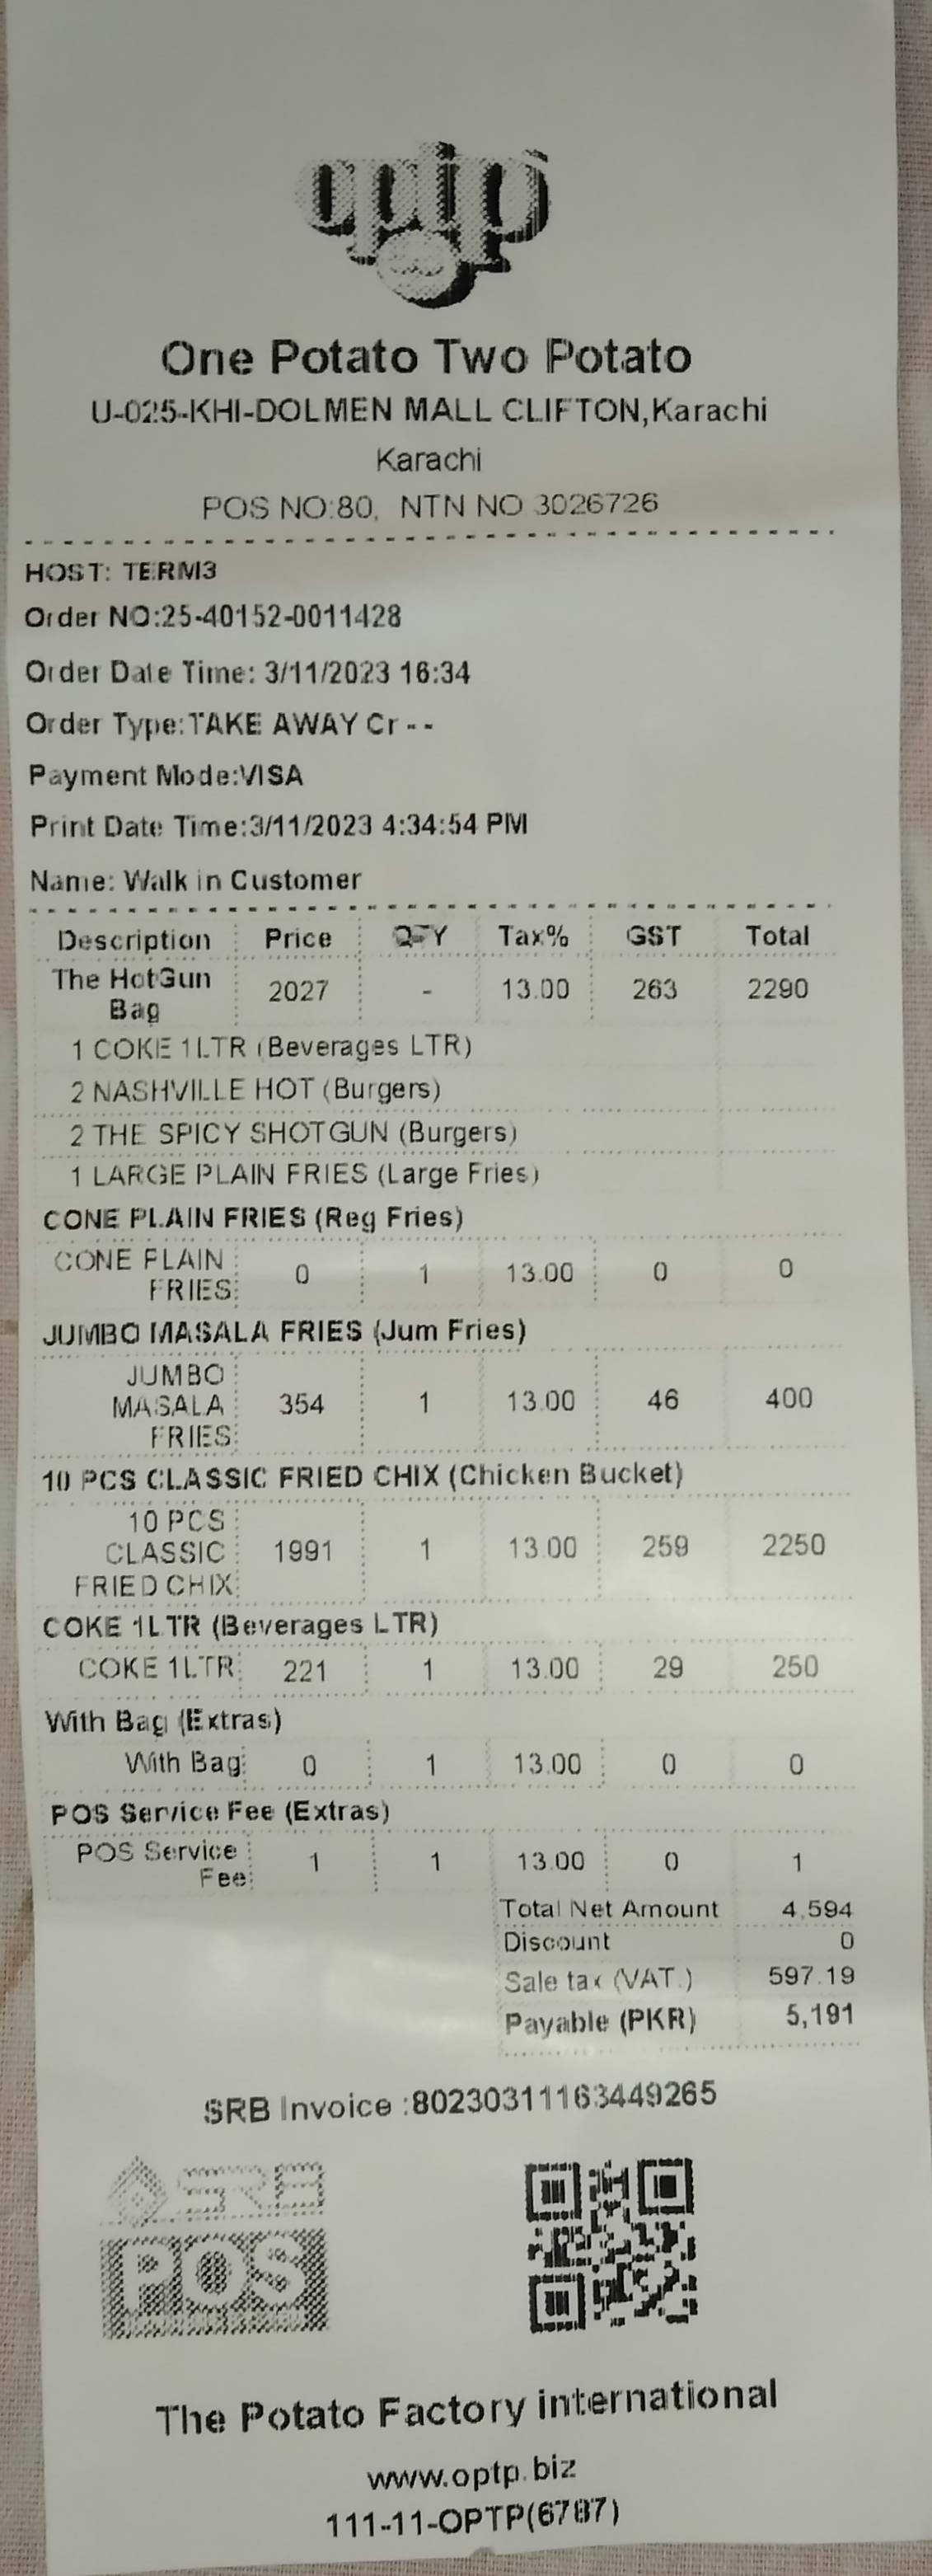 optp
One Potato Two Potato
U-025-KHI-DOLMEN MALL CLIFTON,Karachi
Karachi
POS NO:80, NTN NO 3026726
HOST: TERM3
Order NO:25-40152-0011428
Order Date Time: 3/11/2023 16:34
Order Type:TAKE AWAY Cr --
Payment Mode:VISA
Print Date Time:3/11/2023 4:34:54 PM
Name: Walk in Customer
Description Price QTY Tax% GST Total
The HotGun Bag 2027 - 13.00 263 2290
1 COKE 1LTR (Beverages LTR)
2 NASHVILLE HOT (Burgers)
2 THE SPICY SHOTGUN (Burgers)
1 LARGE PLAIN FRIES (Large Fries)
CONE PLAIN FRIES (Reg Fries)
CONE PLAIN FRIES: 0 1 13.00 0 0
JUMBO MASALA FRIES (Jum Fries)
JUMBO MASALA FRIES: 354 1 13.00 46 400
10 PCS CLASSIC FRIED CHIX (Chicken Bucket)
10 PCS CLASSIC FRIED CHIX: 1991 1 13.00 259 2250
COKE 1LTR (Beverages LTR)
COKE 1LTR: 221 1 13.00 29 250
With Bag (Extras)
With Bag: 0 1 13.00 0 0
POS Service Fee (Extras)
POS Service Fee: 1 1 13.00 0 1
Total Net Amount 4,594
Discount 0
Sale tax (VAT.) 597.19
Payable (PKR) 5,191
SRB Invoice :80230311163449265
SRB
POS
The Potato Factory international
www.optp.biz
111-11-OPTP(6787)